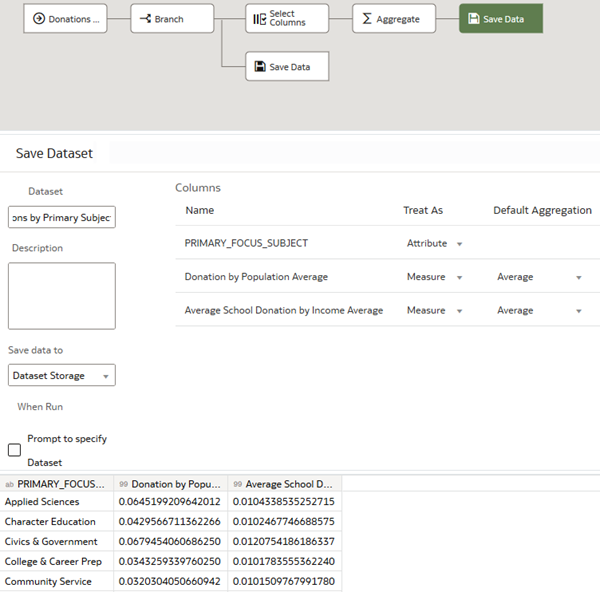 Donations ...
Branch
Select
Columns
Aggregate
Save Data
Save Data
Save Dataset
Dataset
ons by Primary Subjec
Description
Save data to
Dataset Storage
When Run
Prompt to specify
Dataset
Columns
Name Treat As Default Aggregation
PRIMARY_FOCUS_SUBJECT Attribute
Donation by Population Average Measure Average
Average School Donation by Income Average Measure Average
ab PRIMARY_FOCUS... 99 Donation by Popu... 99 Average School D...
Applied Sciences 0.0645199209642012 0.0104338535252715
Character Education 0.0429566711362266 0.0102467746688575
Civics & Government 0.0679454060686250 0.0120754186186337
College & Career Prep 0.0343259339760250 0.0101783555362240
Community Service 0.0320304050660942 0.0101509767991780